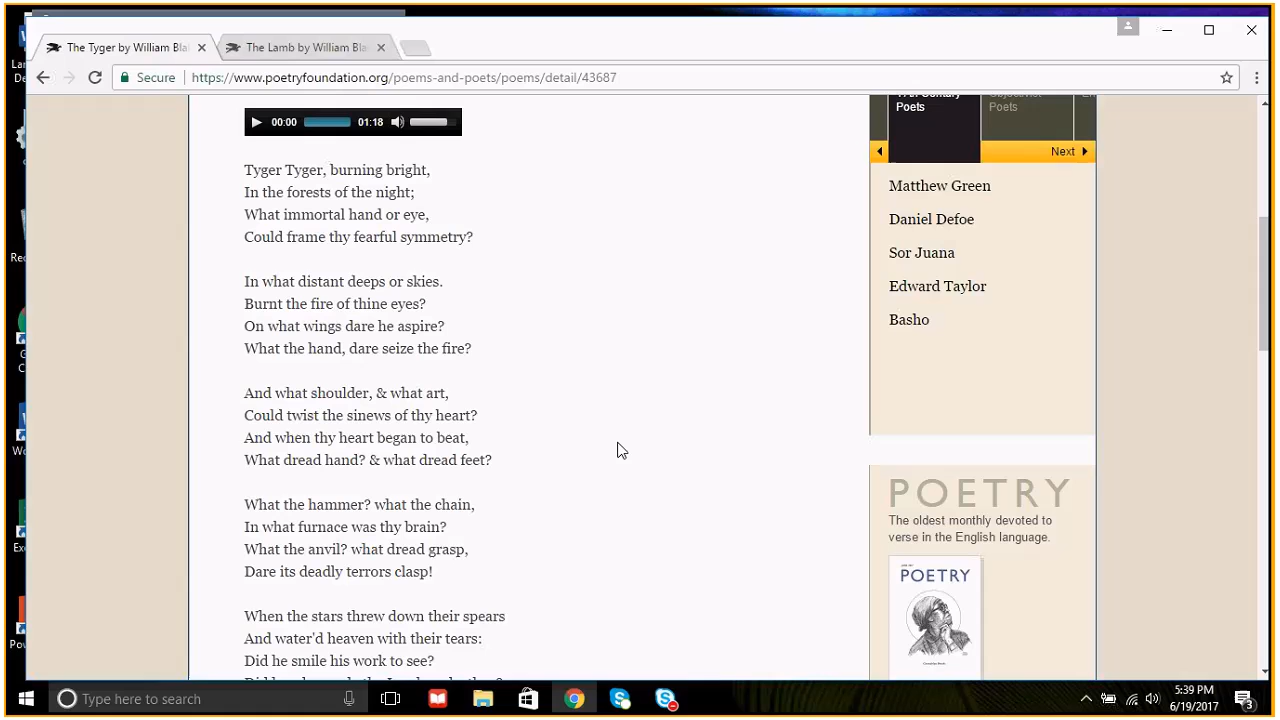 The Tyger by William Bla
The Lamb by William Bla
Secure
https://www.poetryfoundation.org/poems-and-poets/poems/detail/43687
00:00
01:18
Tyger Tyger, burning bright,
In the forests of the night;
What immortal hand or eye,
Could frame thy fearful symmetry?
In what distant deeps or skies.
Burnt the fire of thine eyes?
On what wings dare he aspire?
What the hand, dare seize the fire?
And what shoulder, & what art,
Could twist the sinews of thy heart?
And when thy heart began to beat,
What dread hand? & what dread feet?
What the hammer? what the chain,
In what furnace was thy brain?
What the anvil? what dread grasp,
Dare its deadly terrors clasp!
When the stars threw down their spears
And water'd heaven with their tears:
Did he smile his work to see?
Poets
Poets
Next
Matthew Green
Daniel Defoe
Sor Juana
Edward Taylor
Basho
POETRY
The oldest monthly devoted to
verse in the English language.
POETRY
Type here to search
5:39 PM
6/19/2017
3